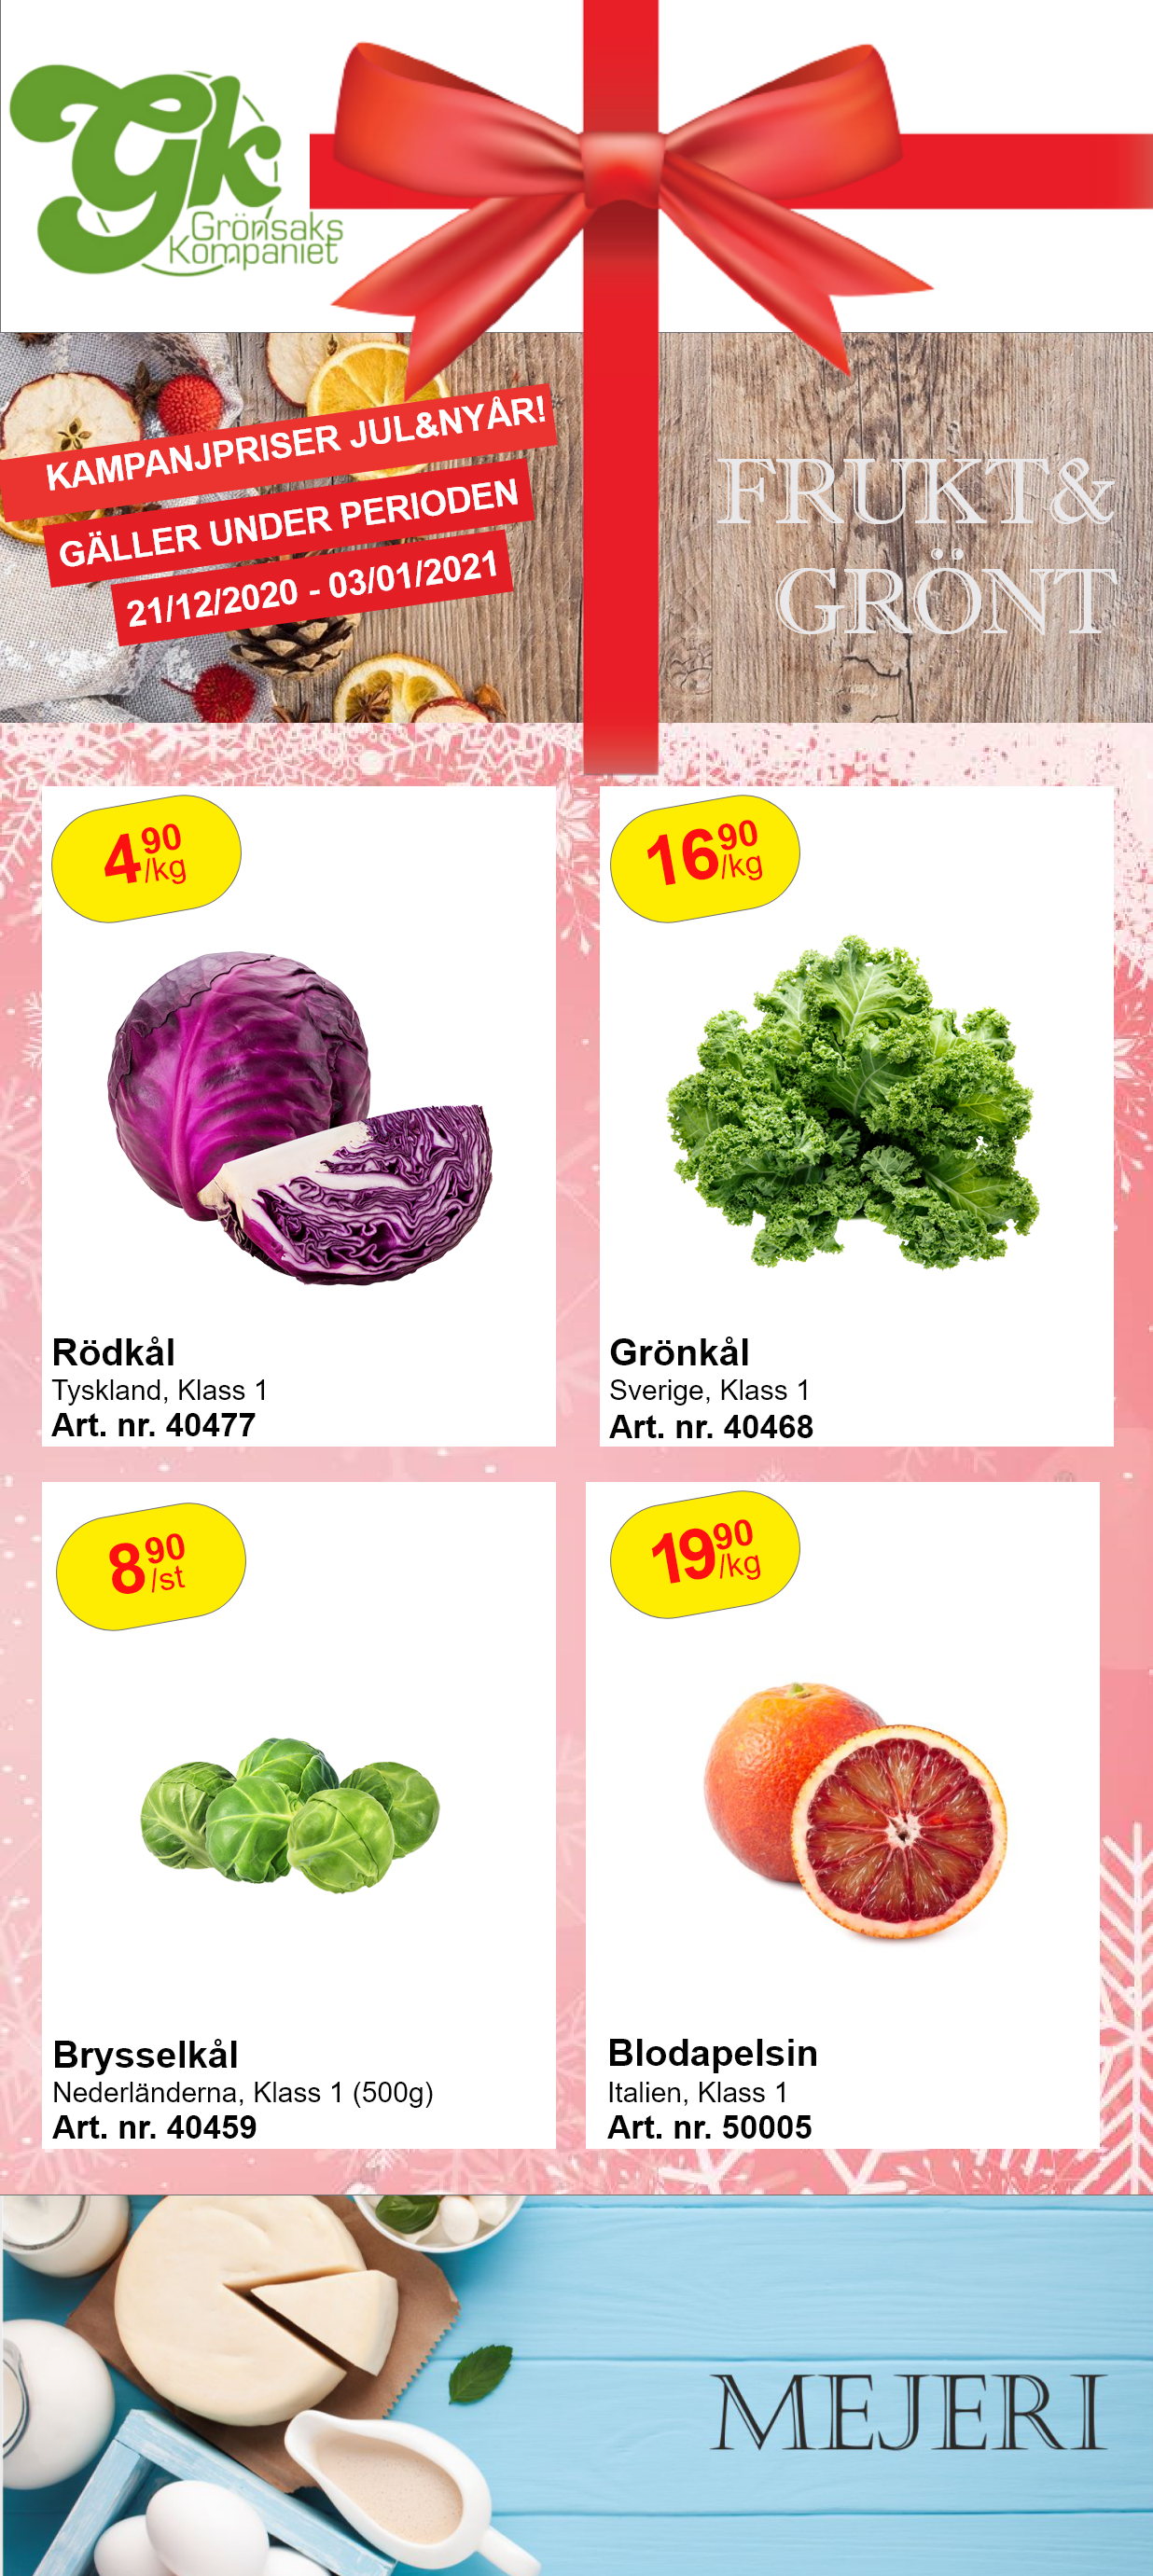 Gk
Grönsaks
Kompaniet
KAMPANJPRISER JUL&NYÅR!
GÄLLER UNDER PERIODEN
21/12/2020 - 03/01/2021
FRUKT&
GRÖNT
4 90
/kg
16 90
/kg
Rödkål
Tyskland, Klass 1
Art. nr. 40477
Grönkål
Sverige, Klass 1
Art. nr. 40468
8 90
/st
19 90
/kg
Brysselkål
Nederländerna, Klass 1 (500g)
Art. nr. 40459
Blodapelsin
Italien, Klass 1
Art. nr. 50005
MEJERI